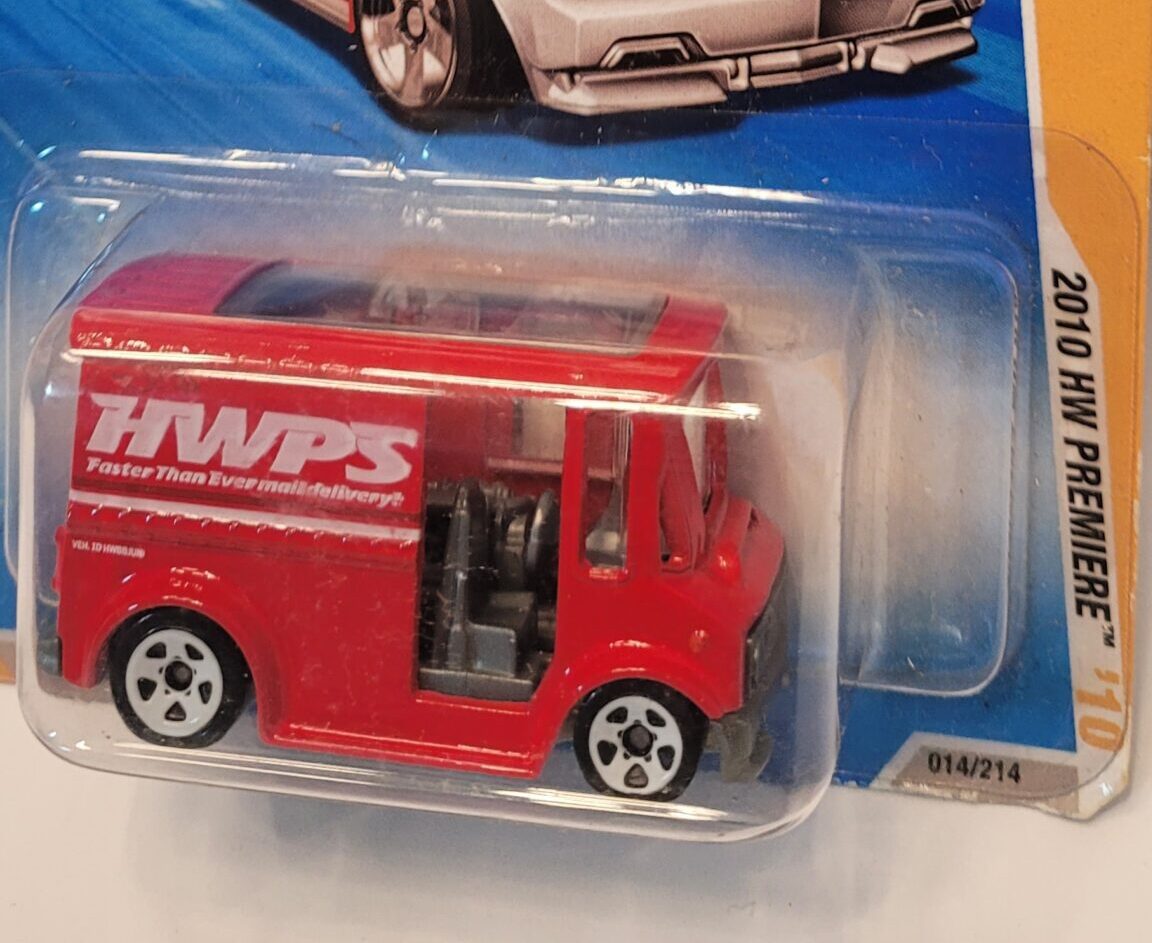 HWPS
Faster Than Ever mail delivery!
2010 HW PREMIERE™
'10
014/214